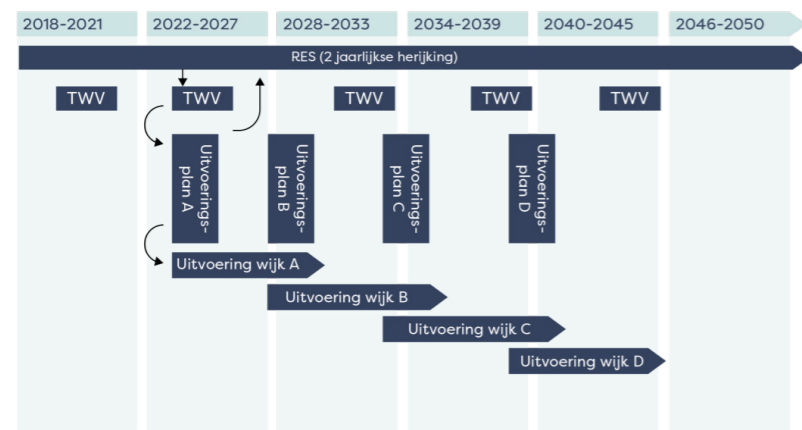 2018-2021 2022-2027 2028-2033 2034-2039 2040-2045 2046-2050
RES (2 jaarlijkse herijking)
TWV TWV TWV TWV TWV
Uitvoerings-
plan A
Uitvoerings-
plan B
Uitvoerings-
plan C
Uitvoerings-
plan D
Uitvoering wijk A
Uitvoering wijk B
Uitvoering wijk C
Uitvoering wijk D